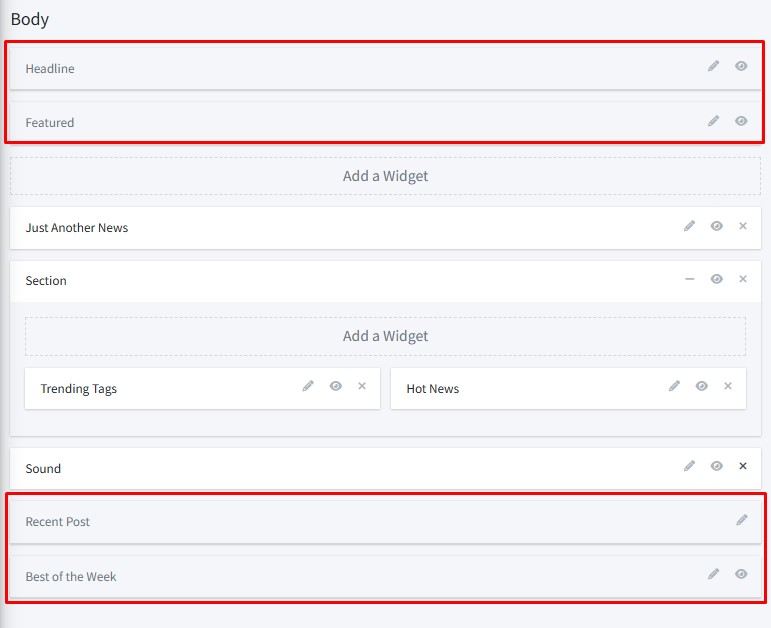 Body
Headline
Featured
Add a Widget
Just Another News
Section
Add a Widget
Trending Tags
Hot News
Sound
Recent Post
Best of the Week